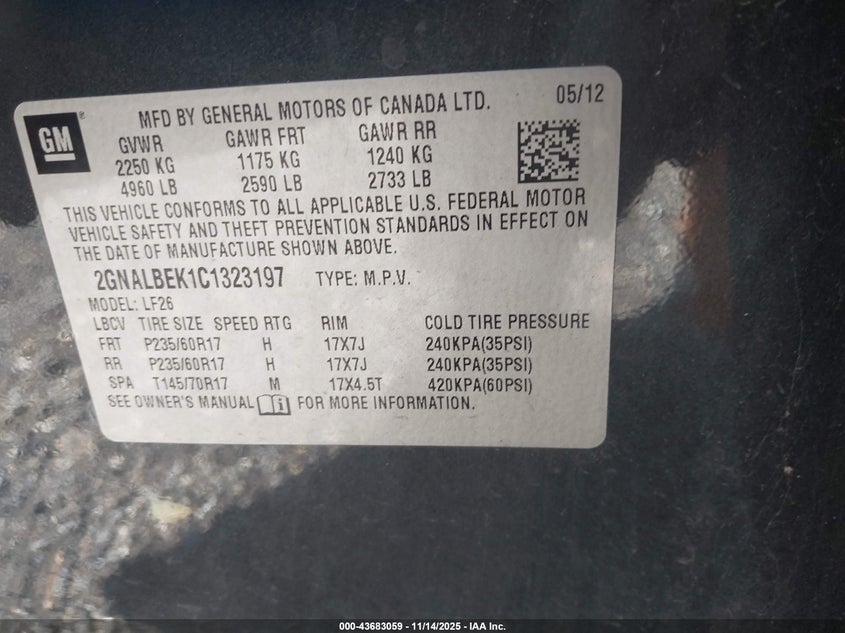 GM ®
MFD BY GENERAL MOTORS OF CANADA LTD. 05/12
GVWR GAWR FRT GAWR RR
2250 KG 1175 KG 1240 KG
4960 LB 2590 LB 2733 LB
THIS VEHICLE CONFORMS TO ALL APPLICABLE U.S. FEDERAL MOTOR
VEHICLE SAFETY AND THEFT PREVENTION STANDARDS IN EFFECT ON
THE DATE OF MANUFACTURE SHOWN ABOVE.
2GNALBEK1C1323197 TYPE: M.P.V.
MODEL: LF26
LBCV TIRE SIZE SPEED RTG RIM COLD TIRE PRESSURE
FRT P235/60R17 H 17X7J 240KPA(35PSI)
RR P235/60R17 H 17X7J 240KPA(35PSI)
SPA T145/70R17 M 17X4.5T 420KPA(60PSI)
SEE OWNER'S MANUAL FOR MORE INFORMATION.
000-43683059 - 11/14/2025 - IAA Inc.